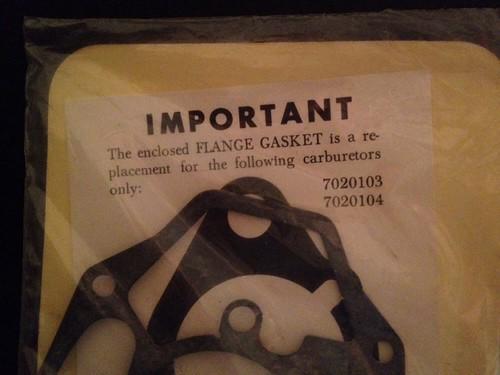 IMPORTANT
The enclosed FLANGE GASKET is a re-
placement for the following carburetors
only: 7020103
7020104